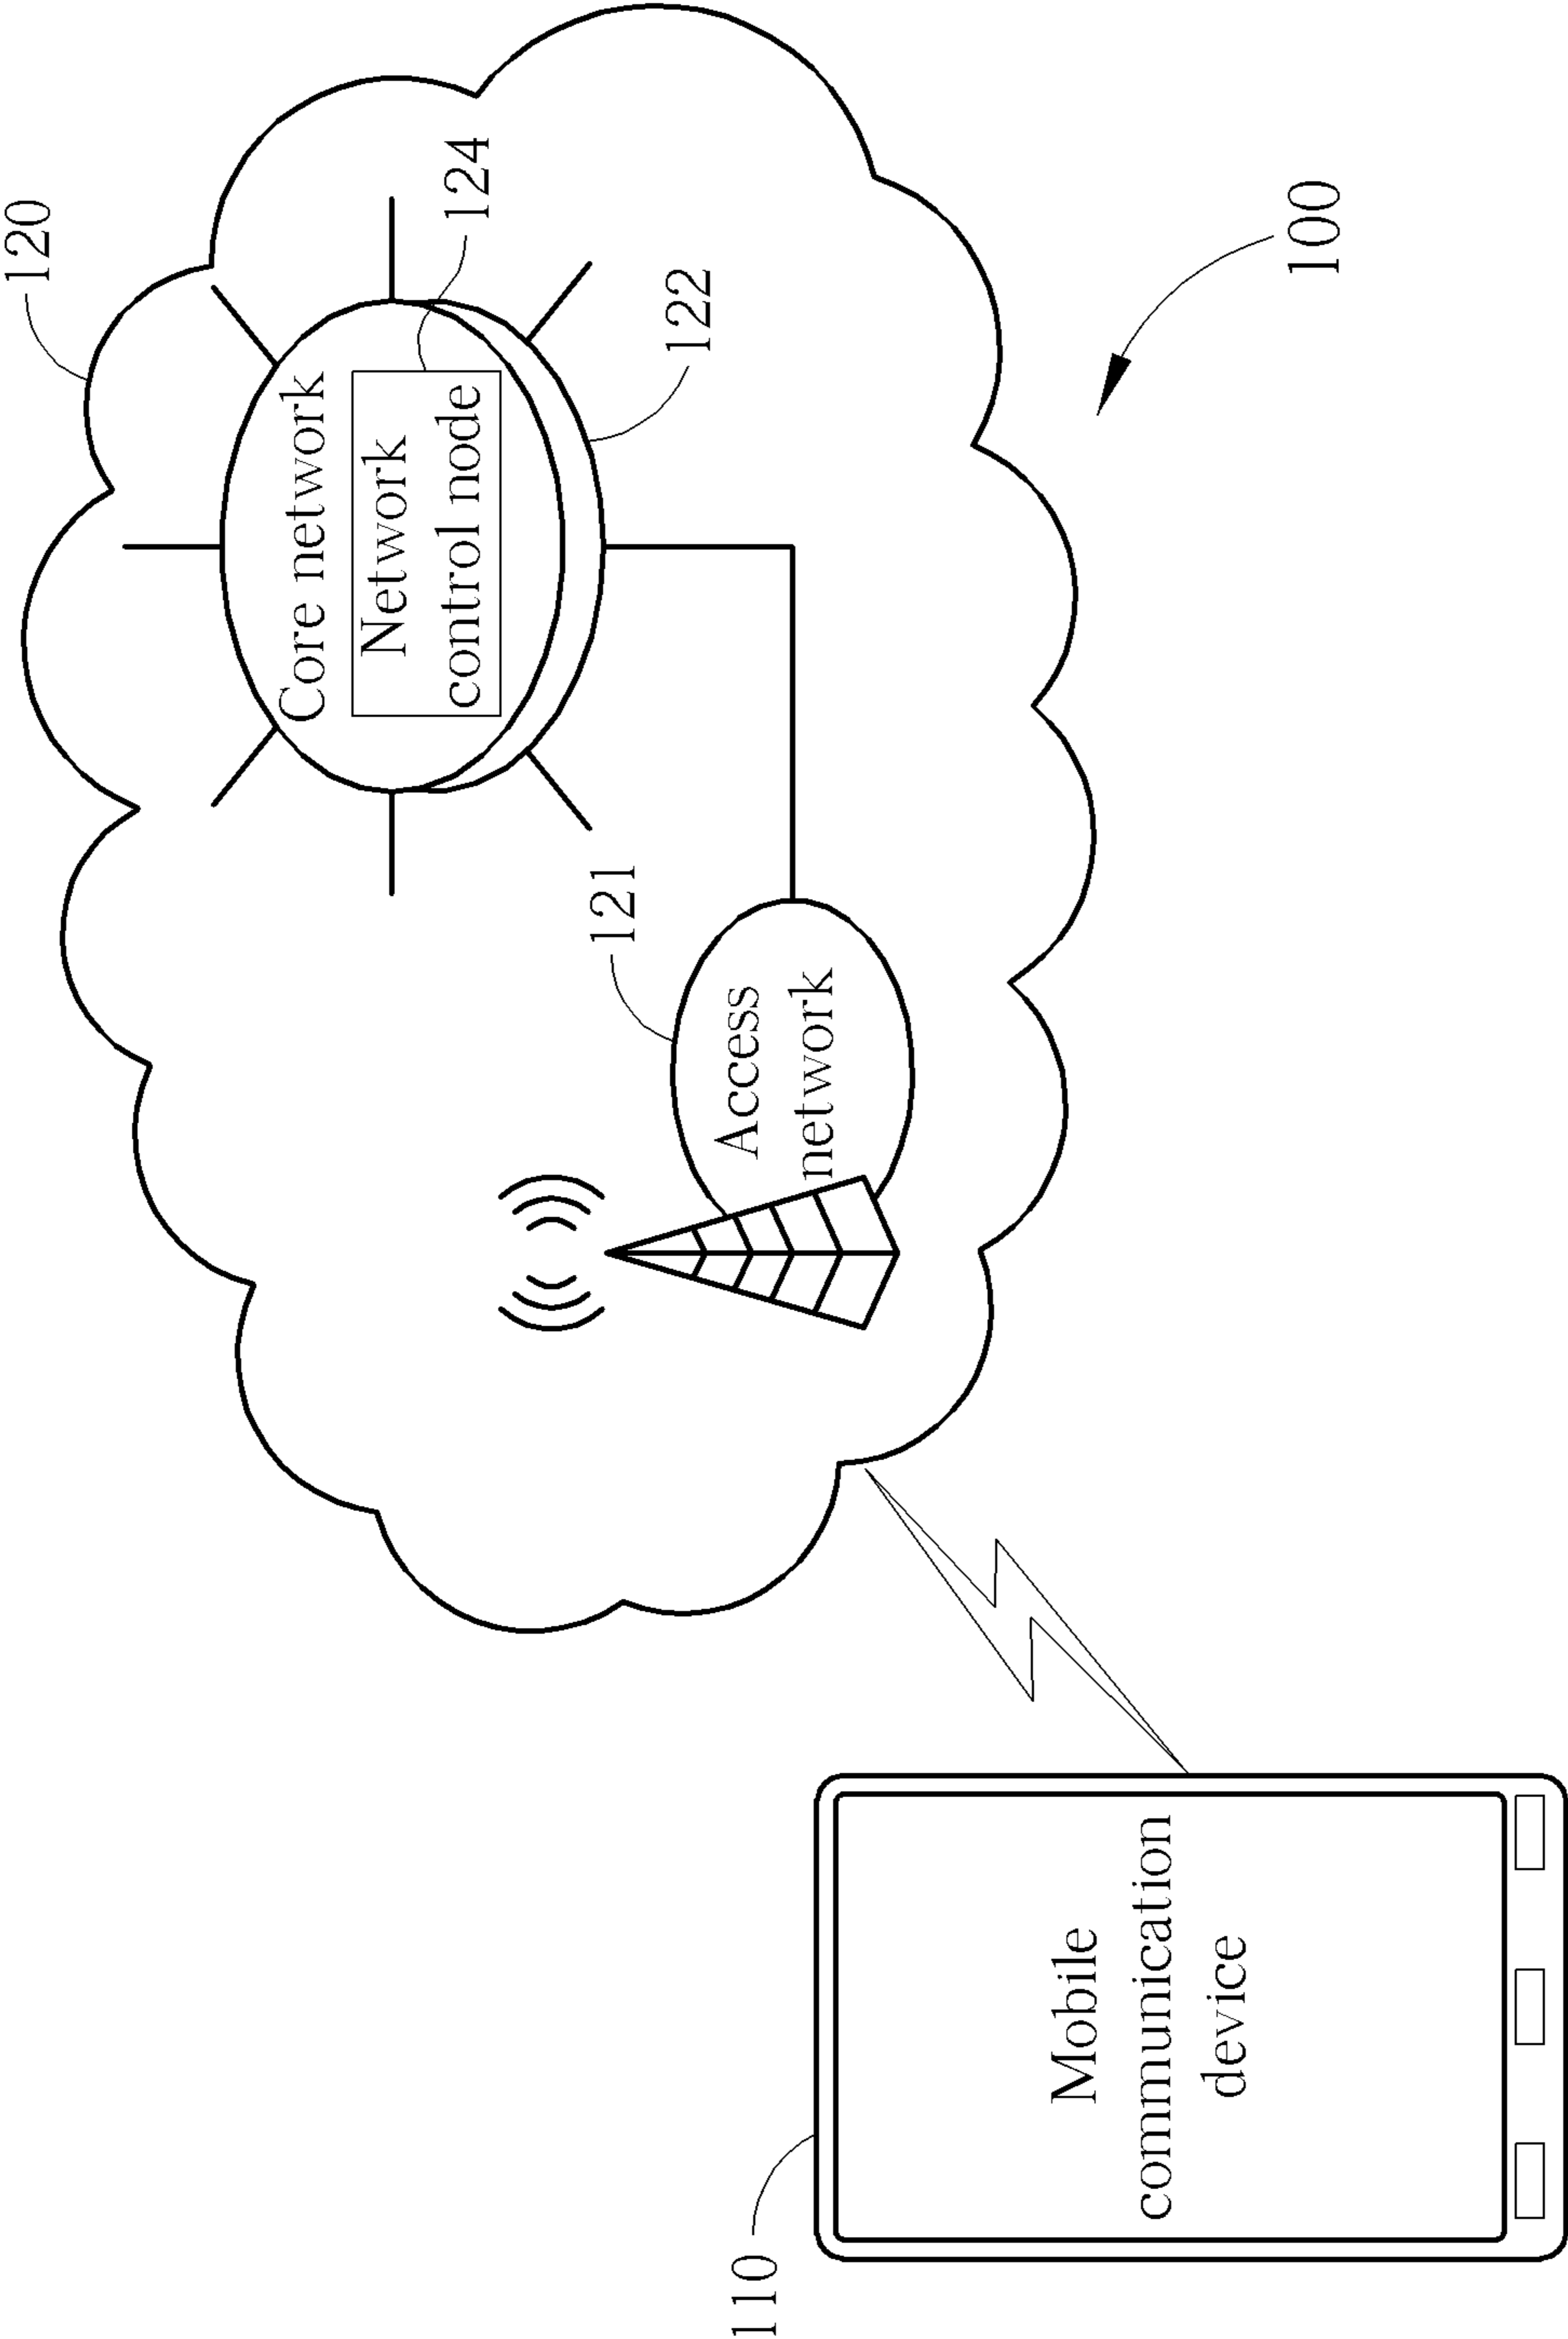 120
124
Core network
Network
control node
122
121
Access
network
100
110
Mobile
communication
device